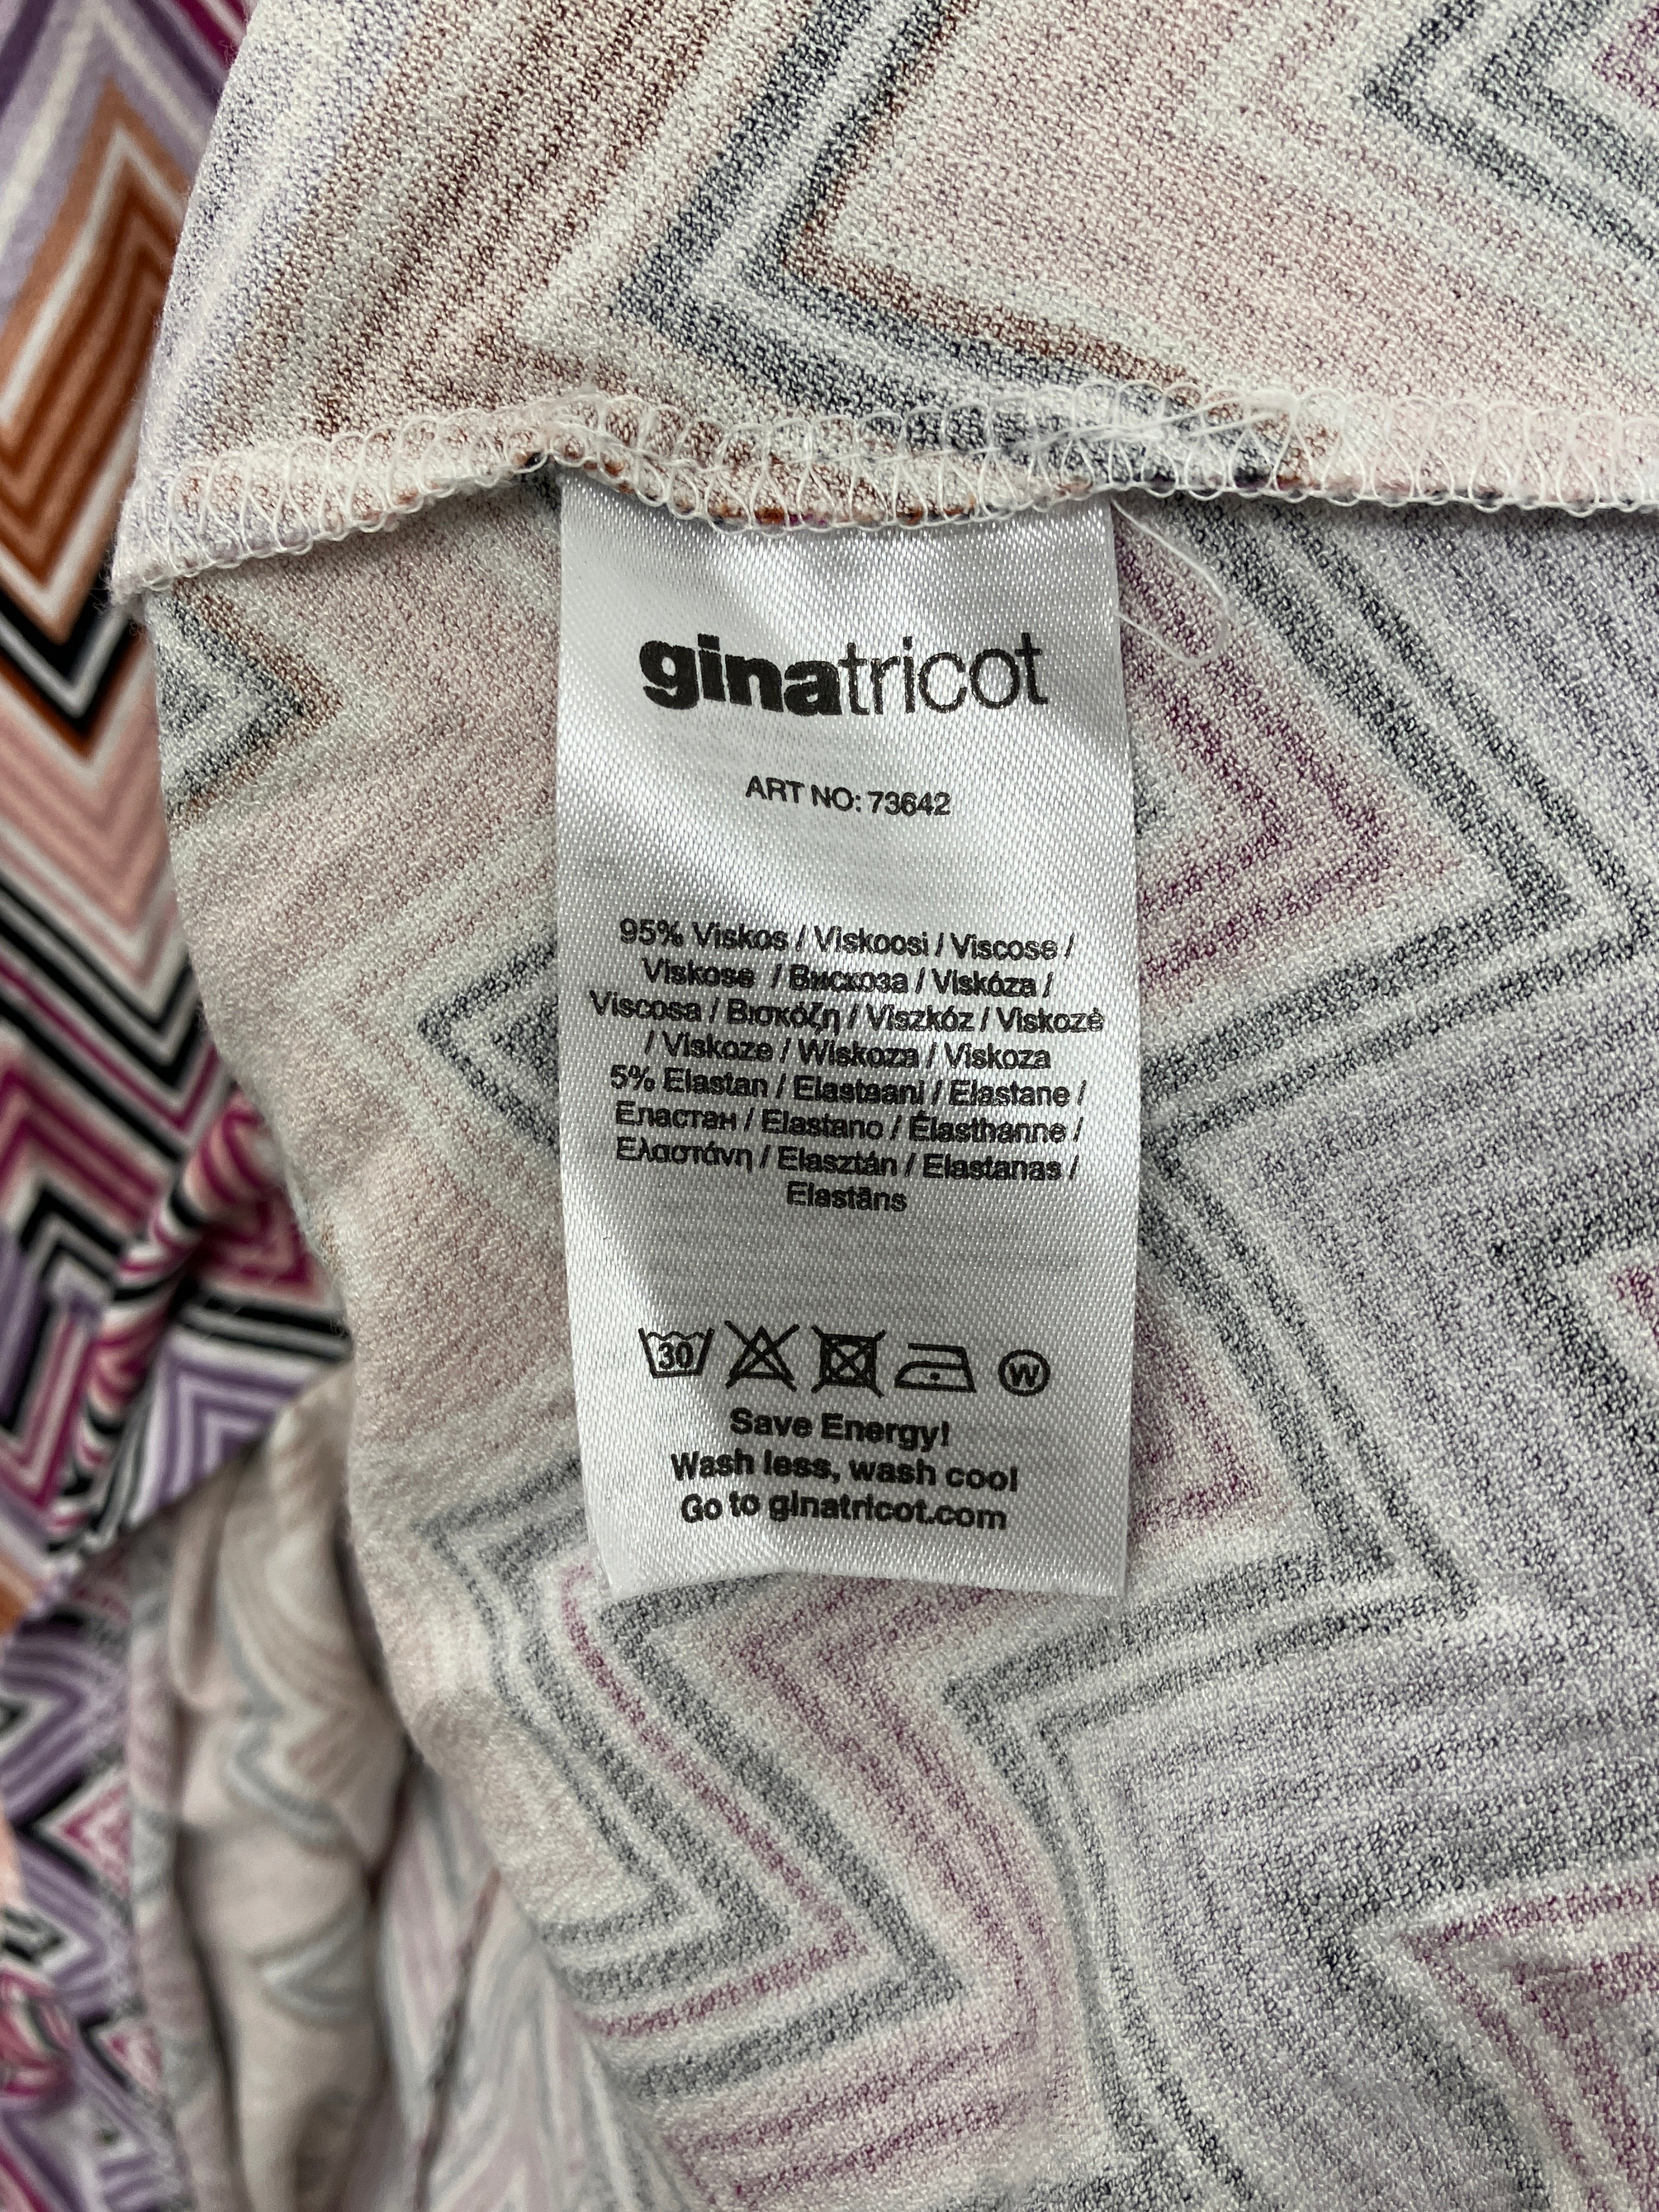 ginatricot
ART NO: 73642
95% Viskos / Viskoosi / Viscose /
Viskose / Вискоза / Viskóza /
Viscosa / Βισκόζη / Viszkóz / Viskozė
/ Viskoze / Wiskoza / Viskoza
5% Elastan / Elastaani / Elastane /
Еластан / Elastano / Élasthanne /
Ελαστάνη / Elasztán / Elastanas /
Elastāns
30 W
Save Energy!
Wash less, wash cool
Go to ginatricot.com